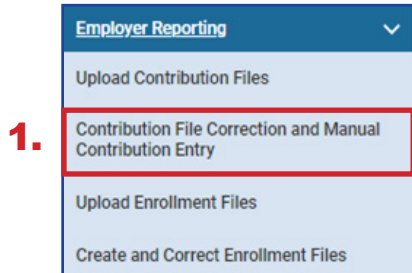 Employer Reporting
Upload Contribution Files
1.
Contribution File Correction and Manual
Contribution Entry
Upload Enrollment Files
Create and Correct Enrollment Files